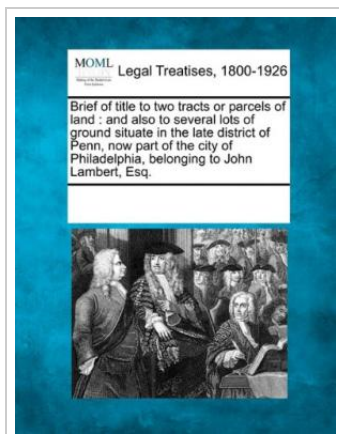 MOML
Legal Treatises, 1800-1926
Brief of title to two tracts or parcels of
land : and also to several lots of
ground situate in the late district of
Penn, now part of the city of
Philadelphia, belonging to John
Lambert, Esq.